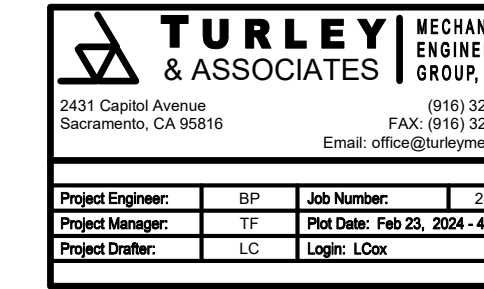 TURLEY
& ASSOCIATES
MECHAN
ENGINEE
GROUP,
2431 Capitol Avenue
Sacramento, CA 95816
(916) 32
FAX: (916) 32
Email: office@turleyme
Project Engineer: BP Job Number: 2
Project Manager: TF Plot Date: Feb 23, 2024 - 4
Project Drafter: LC Login: LCox